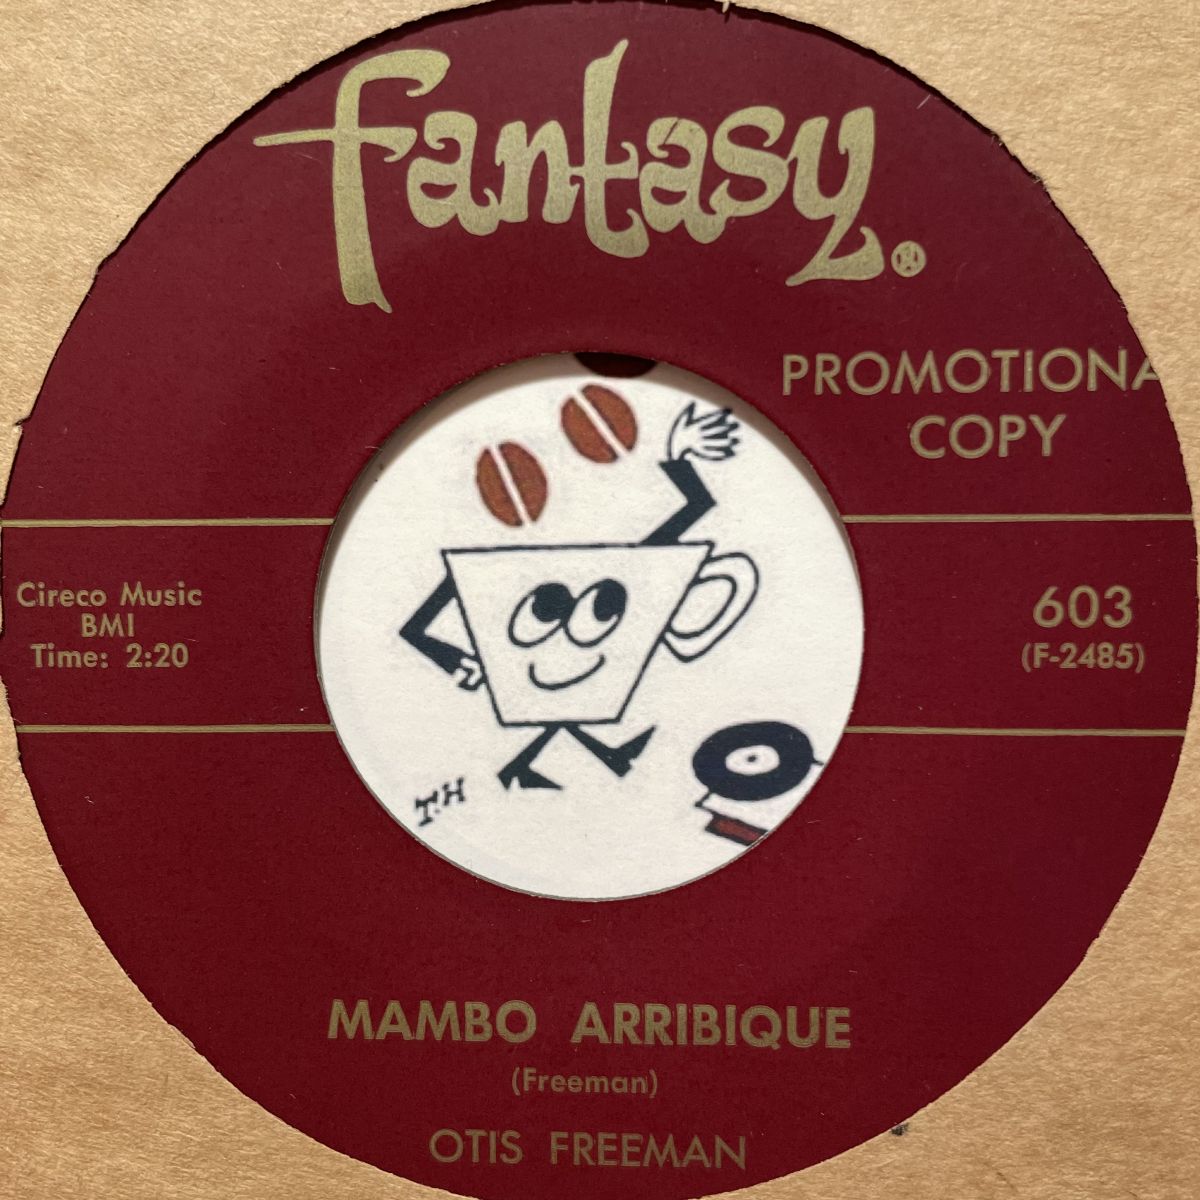 fantasy®
PROMOTIONA
COPY
Cireco Music
BMI
Time: 2:20
603
(F-2485)
T.H
MAMBO ARRIBIQUE
(Freeman)
OTIS FREEMAN